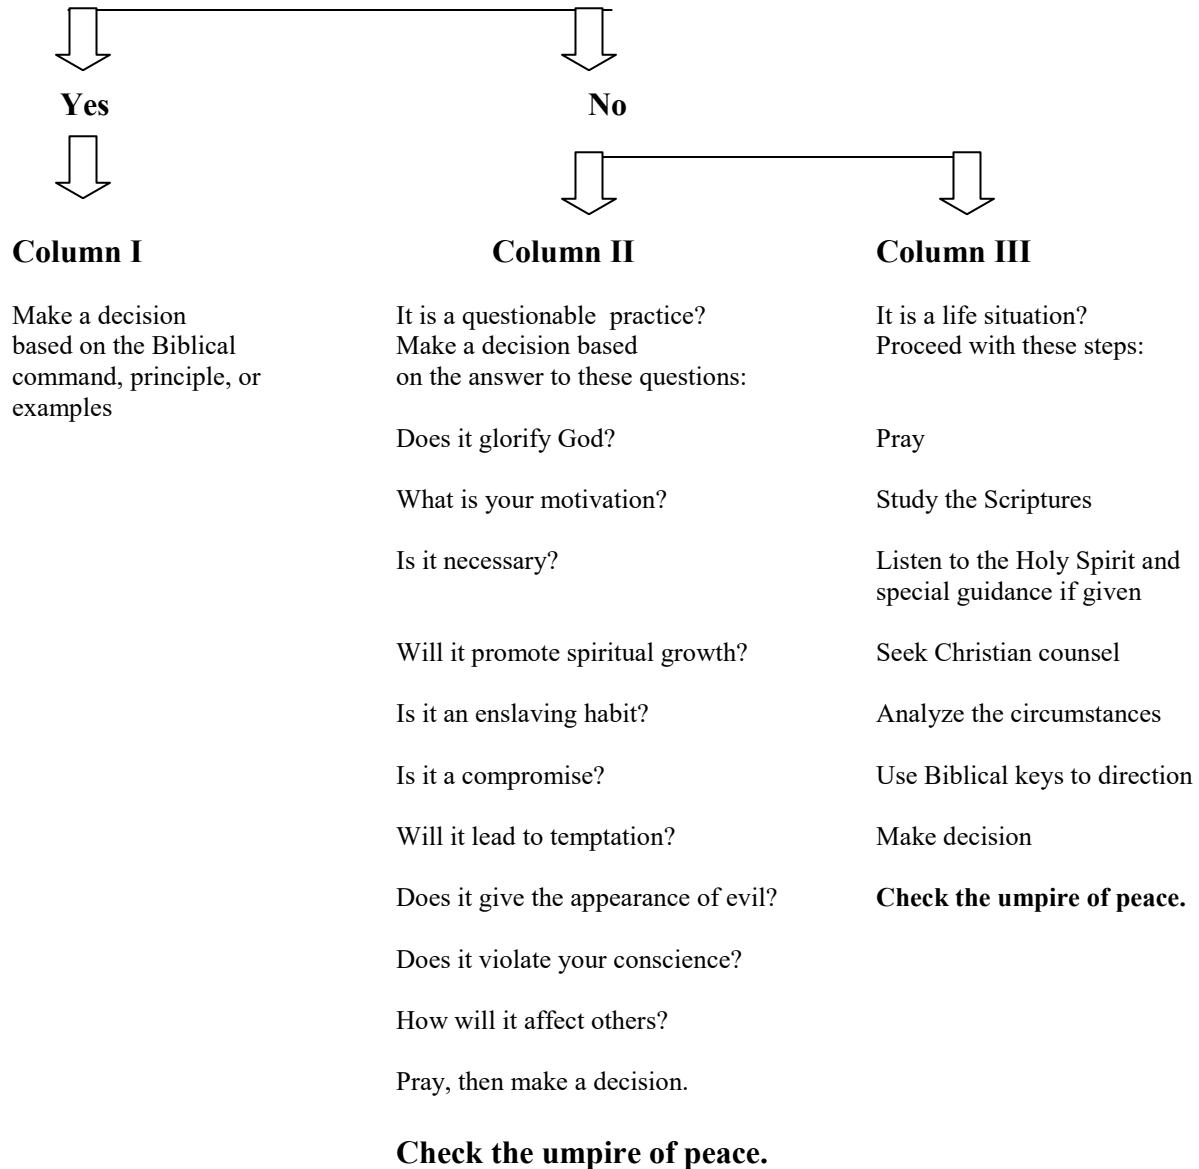 Yes
No
Column I
Make a decision
based on the Biblical
command, principle, or
examples
Column II
It is a questionable practice?
Make a decision based
on the answer to these questions:
Does it glorify God?
What is your motivation?
Is it necessary?
Will it promote spiritual growth?
Is it an enslaving habit?
Is it a compromise?
Will it lead to temptation?
Does it give the appearance of evil?
Does it violate your conscience?
How will it affect others?
Pray, then make a decision.
Check the umpire of peace.
Column III
It is a life situation?
Proceed with these steps:
Pray
Study the Scriptures
Listen to the Holy Spirit and
special guidance if given
Seek Christian counsel
Analyze the circumstances
Use Biblical keys to direction
Make decision
Check the umpire of peace.